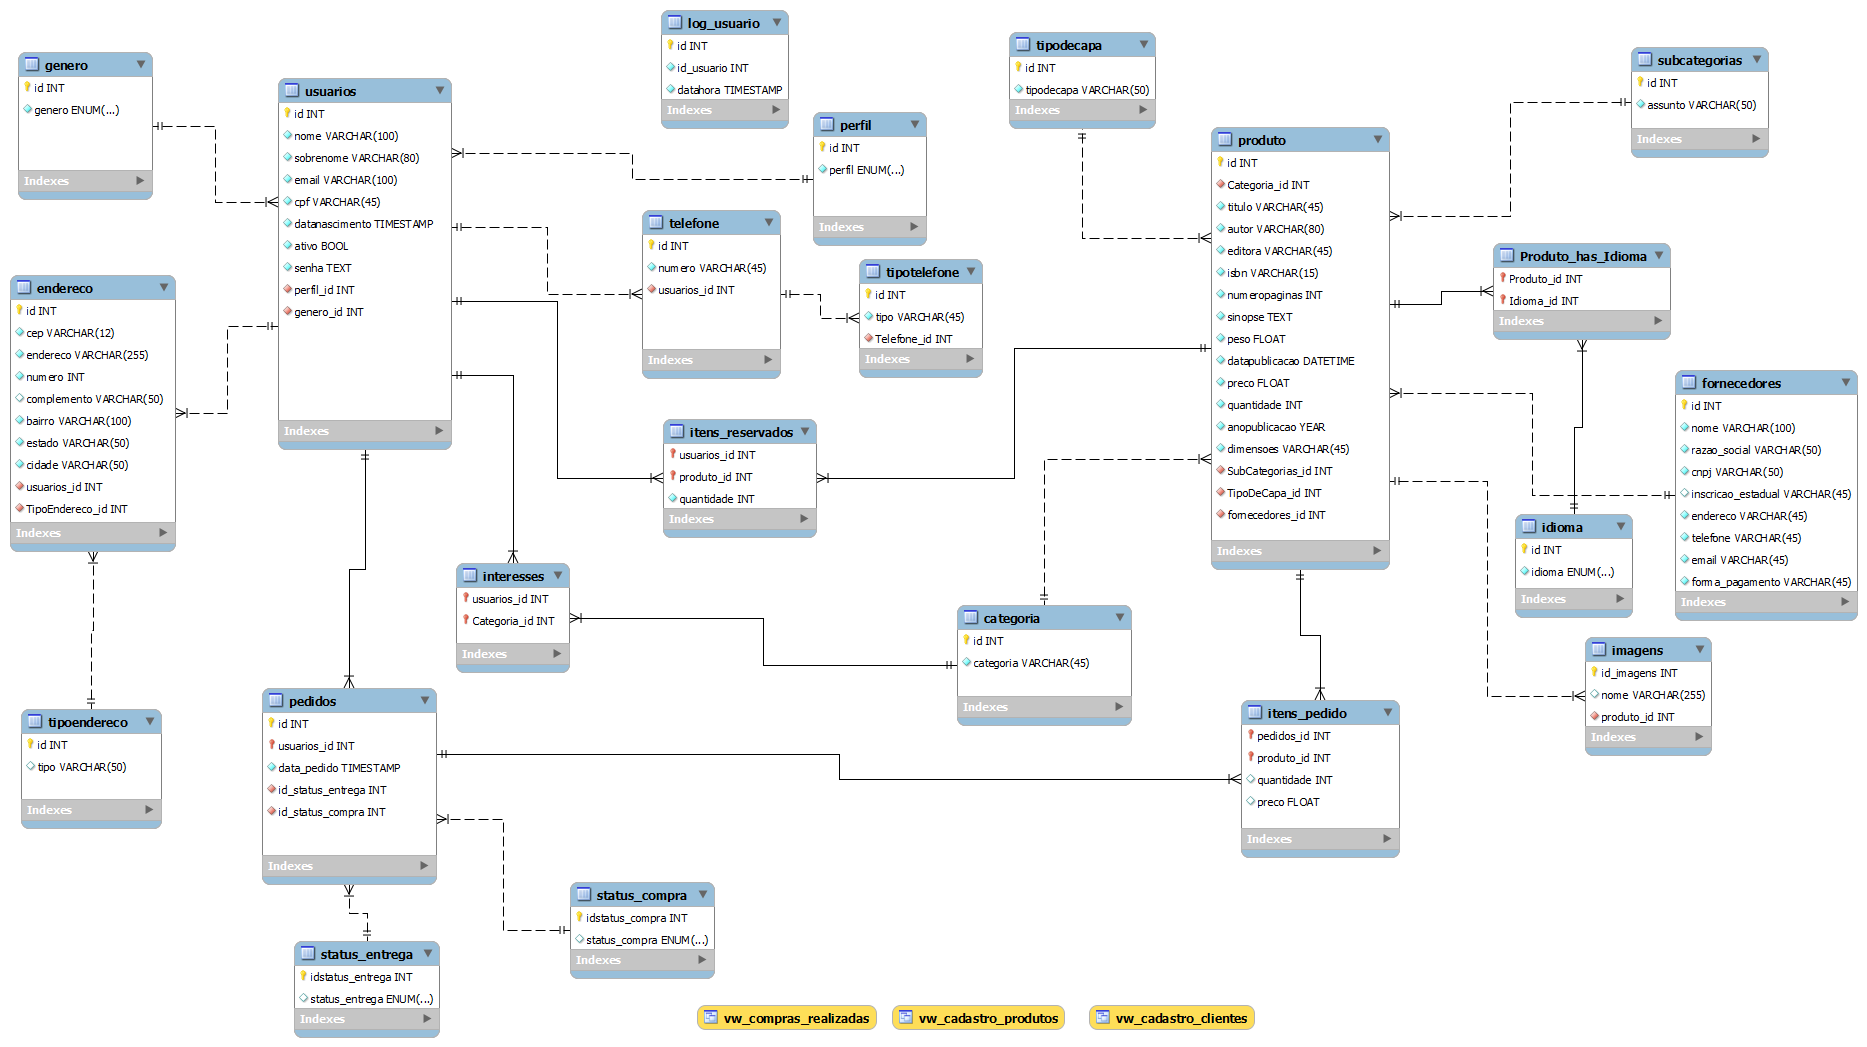 genero
id INT
genero ENUM(...)
Indexes
usuarios
id INT
nome VARCHAR(100)
sobrenome VARCHAR(80)
email VARCHAR(100)
cpf VARCHAR(45)
datanascimento TIMESTAMP
ativo BOOL
senha TEXT
perfil_id INT
genero_id INT
Indexes
log_usuario
id INT
id_usuario INT
datahora TIMESTAMP
Indexes
perfil
id INT
perfil ENUM(...)
Indexes
tipodecapa
id INT
tipodecapa VARCHAR(50)
Indexes
subcategorias
id INT
assunto VARCHAR(50)
Indexes
produto
id INT
Categoria_id INT
titulo VARCHAR(45)
autor VARCHAR(80)
editora VARCHAR(45)
isbn VARCHAR(15)
numeropaginas INT
sinopse TEXT
peso FLOAT
datapublicacao DATETIME
preco FLOAT
quantidade INT
anopublicacao YEAR
dimensoes VARCHAR(45)
SubCategorias_id INT
TipoDeCapa_id INT
fornecedores_id INT
Indexes
telefone
id INT
numero VARCHAR(45)
usuarios_id INT
Indexes
tipotelefone
id INT
tipo VARCHAR(45)
Telefone_id INT
Indexes
Produto_has_Idioma
Produto_id INT
Idioma_id INT
Indexes
endereco
id INT
cep VARCHAR(12)
endereco VARCHAR(255)
numero INT
complemento VARCHAR(50)
bairro VARCHAR(100)
estado VARCHAR(50)
cidade VARCHAR(50)
usuarios_id INT
TipoEndereco_id INT
Indexes
fornecedores
id INT
nome VARCHAR(100)
razao_social VARCHAR(50)
cnpj VARCHAR(50)
inscricao_estadual VARCHAR(45)
endereco VARCHAR(45)
telefone VARCHAR(45)
email VARCHAR(45)
forma_pagamento VARCHAR(45)
Indexes
itens_reservados
usuarios_id INT
produto_id INT
quantidade INT
Indexes
idioma
id INT
idioma ENUM(...)
Indexes
interesses
usuarios_id INT
Categoria_id INT
Indexes
categoria
id INT
categoria VARCHAR(45)
Indexes
imagens
id_imagens INT
nome VARCHAR(255)
produto_id INT
Indexes
pedidos
id INT
usuarios_id INT
data_pedido TIMESTAMP
id_status_entrega INT
id_status_compra INT
Indexes
itens_pedido
pedidos_id INT
produto_id INT
quantidade INT
preco FLOAT
Indexes
tipoendereco
id INT
tipo VARCHAR(50)
Indexes
status_compra
idstatus_compra INT
status_compra ENUM(...)
Indexes
status_entrega
idstatus_entrega INT
status_entrega ENUM(...)
Indexes
vw_compras_realizadas
vw_cadastro_produtos
vw_cadastro_clientes